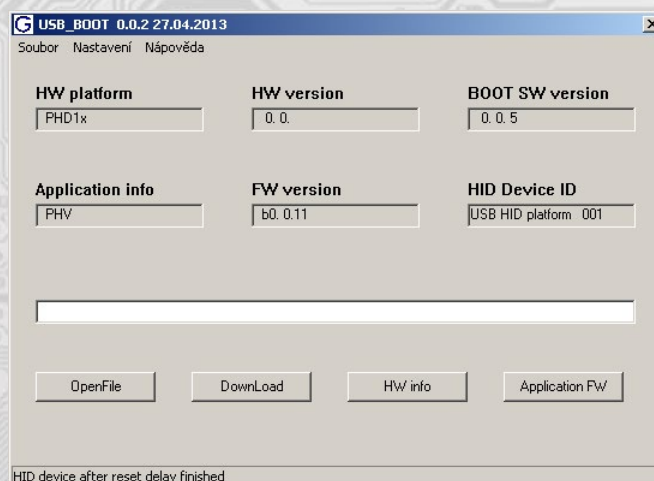 G USB_BOOT 0.0.2 27.04.2013
Soubor Nastavení Nápověda
HW platform HW version BOOT SW version
PHD1x 0. 0. 0. 0. 5
Application info FW version HID Device ID
PHV b0. 0.11 USB HID platform 001
OpenFile DownLoad HW info Application FW
HID device after reset delay finished